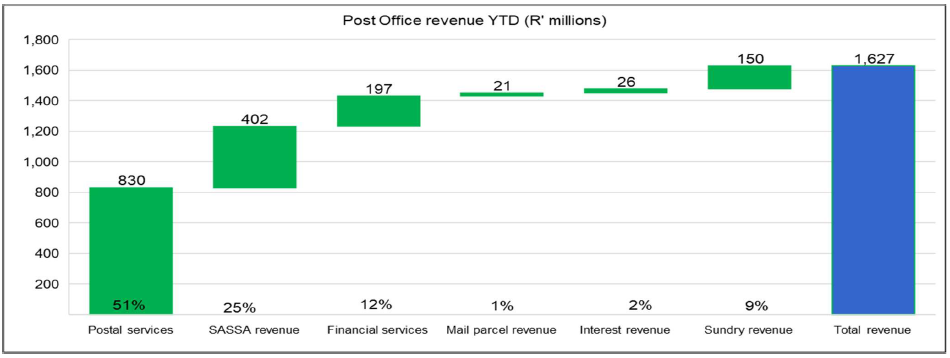 Post Office revenue YTD (R' millions)
1,800
1,600
1,400
1,200
1,000
800
600
400
200
830
402
197
21
26
150
1,627
51%
25%
12%
1%
2%
9%
Postal services
SASSA revenue
Financial services
Mail parcel revenue
Interest revenue
Sundry revenue
Total revenue